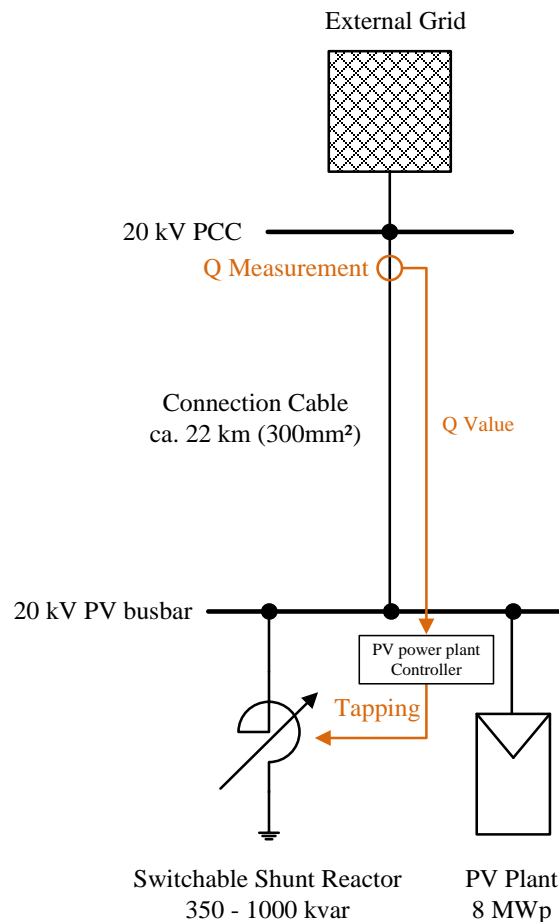 External Grid
20 kV PCC
Q Measurement
Connection Cable
ca. 22 km (300mm²)
Q Value
20 kV PV busbar
PV power plant
Controller
Tapping
Switchable Shunt Reactor
350 - 1000 kvar
PV Plant
8 MWp